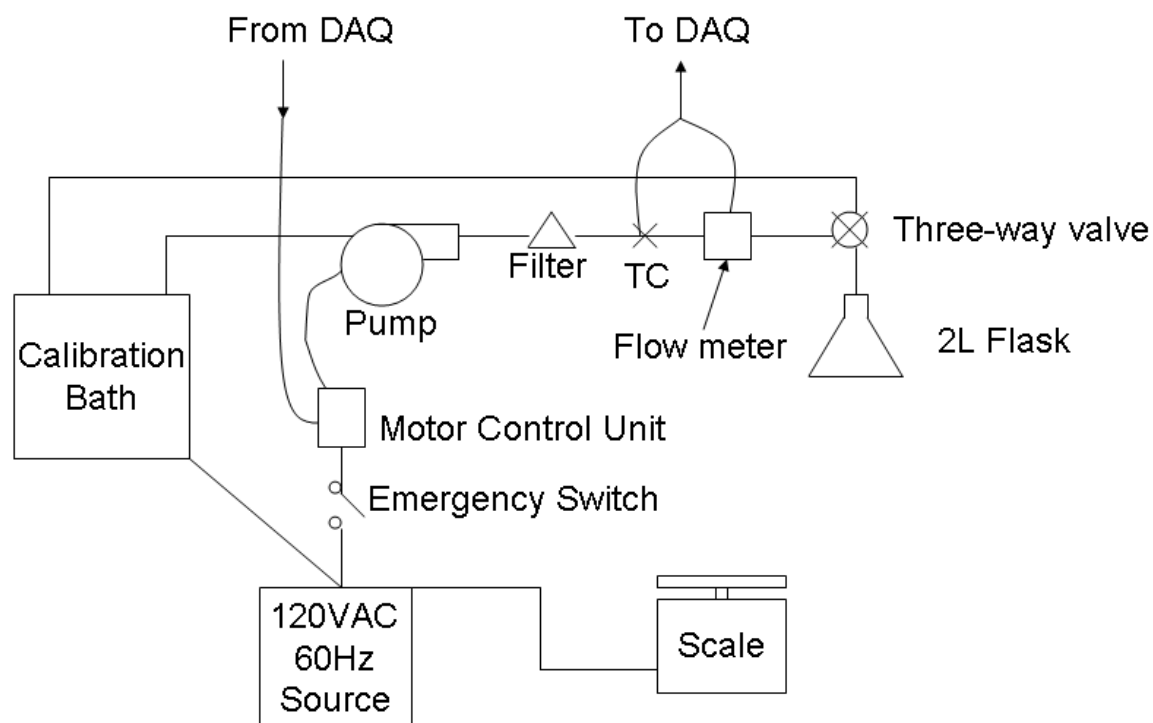 From DAQ
To DAQ
Three-way valve
Filter
TC
Pump
Flow meter
2L Flask
Calibration
Bath
Motor Control Unit
Emergency Switch
120VAC
60Hz
Source
Scale